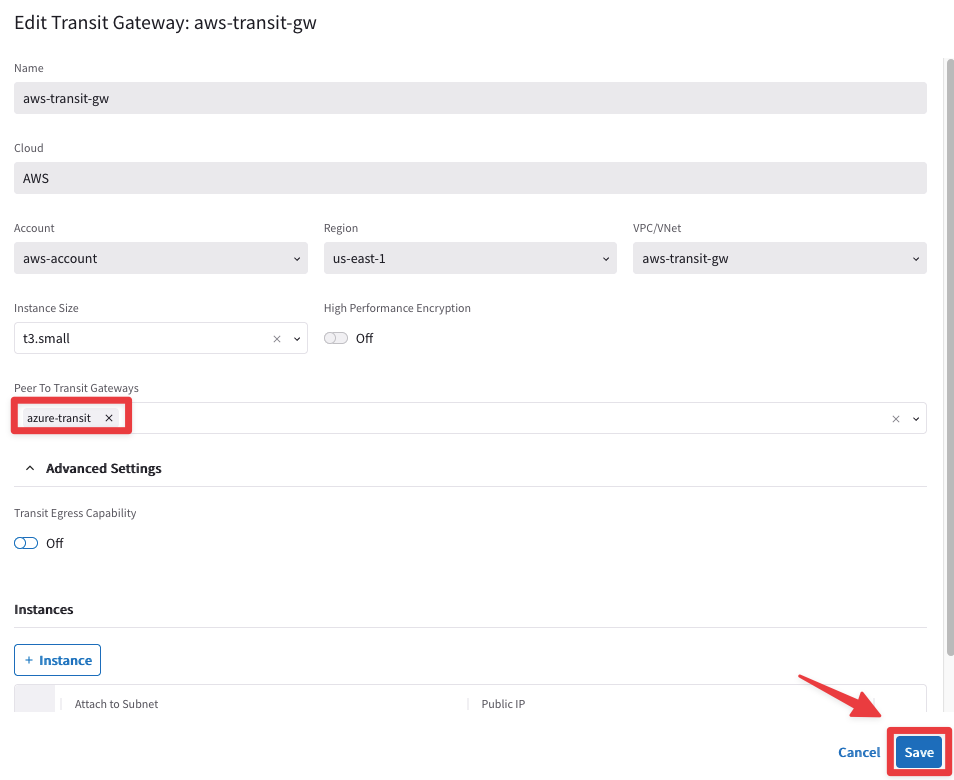 Edit Transit Gateway: aws-transit-gw
Name
aws-transit-gw
Cloud
AWS
Account Region VPC/VNet
aws-account us-east-1 aws-transit-gw
Instance Size High Performance Encryption
t3.small Off
Peer To Transit Gateways
azure-transit
Advanced Settings
Transit Egress Capability
Off
Instances
+ Instance
Attach to Subnet Public IP
Cancel Save